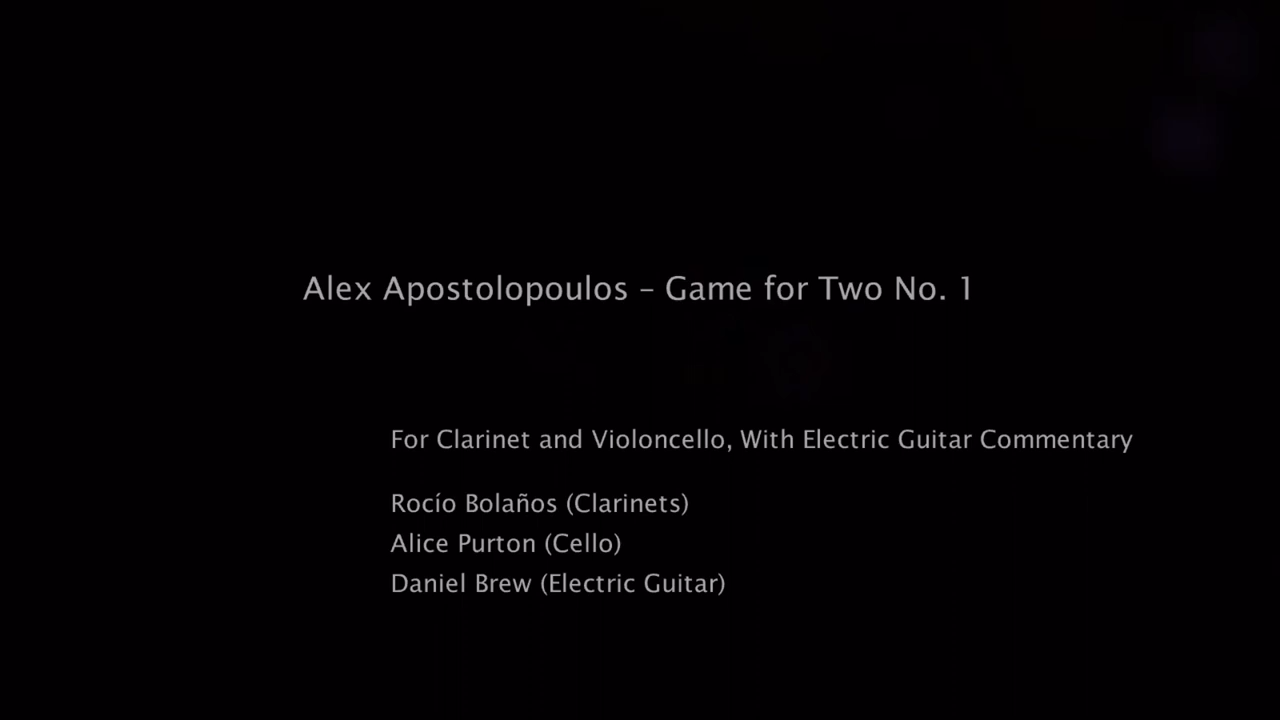 Alex Apostolopoulos – Game for Two No. 1
For Clarinet and Violoncello, With Electric Guitar Commentary
Rocío Bolaños (Clarinets)
Alice Purton (Cello)
Daniel Brew (Electric Guitar)